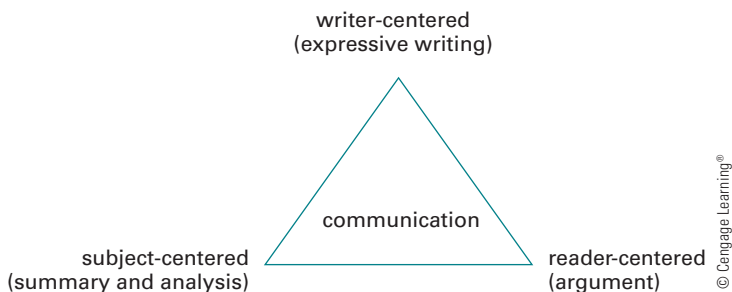 writer-centered
(expressive writing)
communication
subject-centered
(summary and analysis)
reader-centered
(argument)
© Cengage Learning®